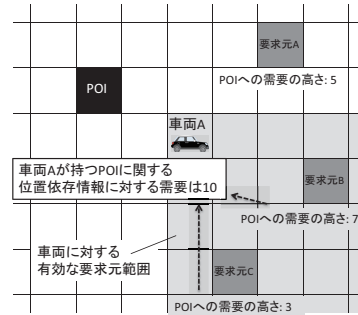 要求元A
POI
POIへの需要の高さ: 5
車両A
車両Aが持つPOIに関する
位置依存情報に対する需要は10
要求元B
POIへの需要の高さ: 7
車両に対する
有効な要求元範囲
要求元C
POIへの需要の高さ: 3